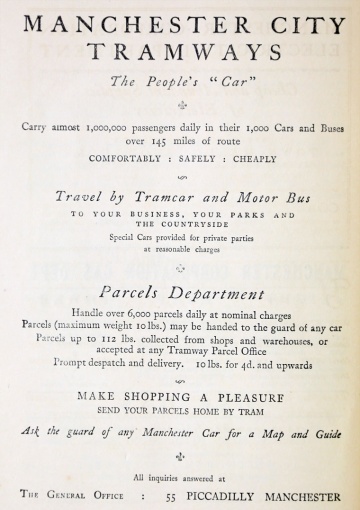 MANCHESTER CITY
TRAMWAYS
The People's "Car"
Carry almost 1,000,000 passengers daily in their 1,000 Cars and Buses
over 145 miles of route
COMFORTABLY : SAFELY : CHEAPLY
Travel by Tramcar and Motor Bus
TO YOUR BUSINESS, YOUR PARKS AND
THE COUNTRYSIDE
Special Cars provided for private parties
at reasonable charges
Parcels Department
Handle over 6,000 parcels daily at nominal charges
Parcels (maximum weight 10 lbs.) may be handed to the guard of any car
Parcels up to 112 lbs. collected from shops and warehouses, or
accepted at any Tramway Parcel Office
Prompt despatch and delivery. 10 lbs. for 4d. and upwards
MAKE SHOPPING A PLEASURE
SEND YOUR PARCELS HOME BY TRAM
Ask the guard of any Manchester Car for a Map and Guide
All inquiries answered at
THE GENERAL OFFICE : 55 PICCADILLY MANCHESTER